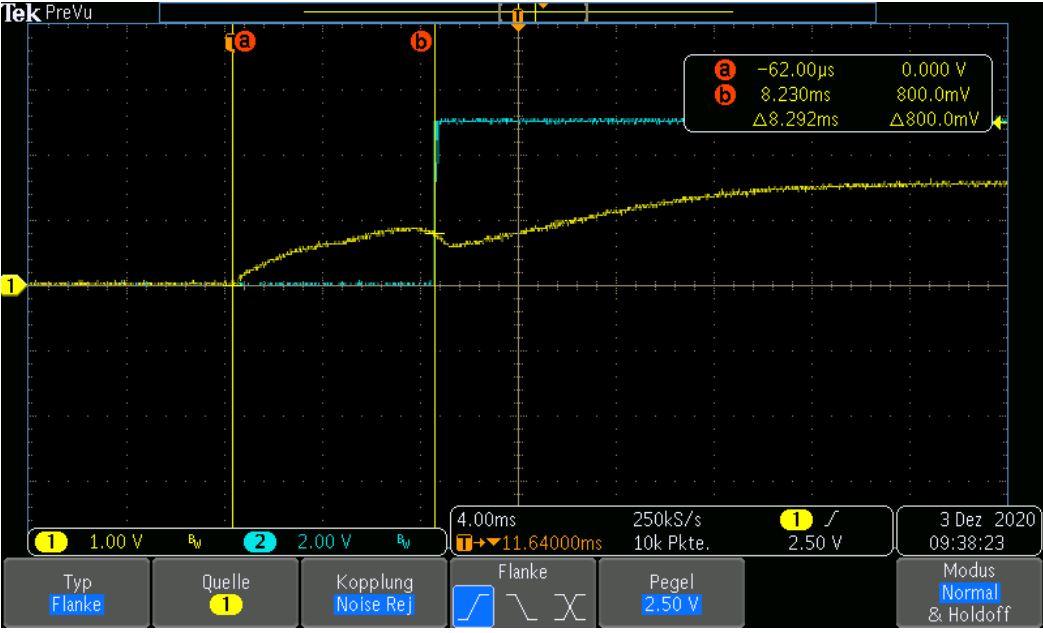 Tek PreVu
T
T a b
a -62.00µs 0.000 V
b 8.230ms 800.0mV
Δ8.292ms Δ800.0mV
1
1 1.00 V BW 2 2.00 V BW
4.00ms 250kS/s 1
T→▼11.64000ms 10k Pkte. 2.50 V
3 Dez 2020
09:38:23
Typ
Flanke
Quelle
1
Kopplung
Noise Rej
Flanke
Pegel
2.50 V
Modus
Normal
& Holdoff